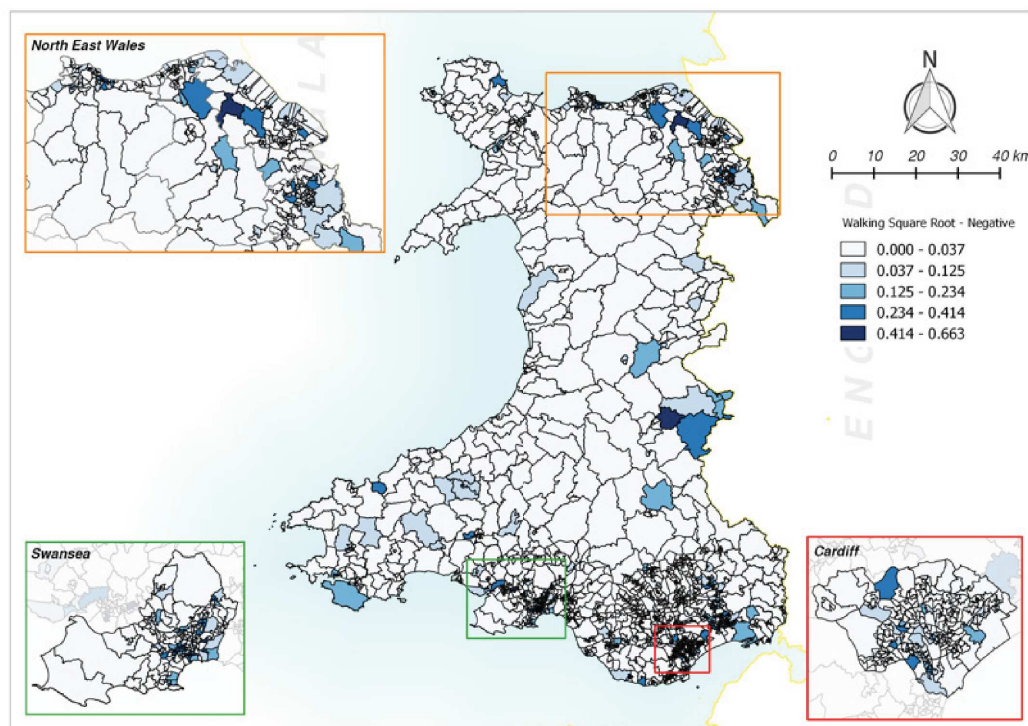 North East Wales
N
0 10 20 30 40 km
ENGLAND
Walking Square Root - Negative
0.000 - 0.037
0.037 - 0.125
0.125 - 0.234
0.234 - 0.414
0.414 - 0.663
Swansea
Cardiff